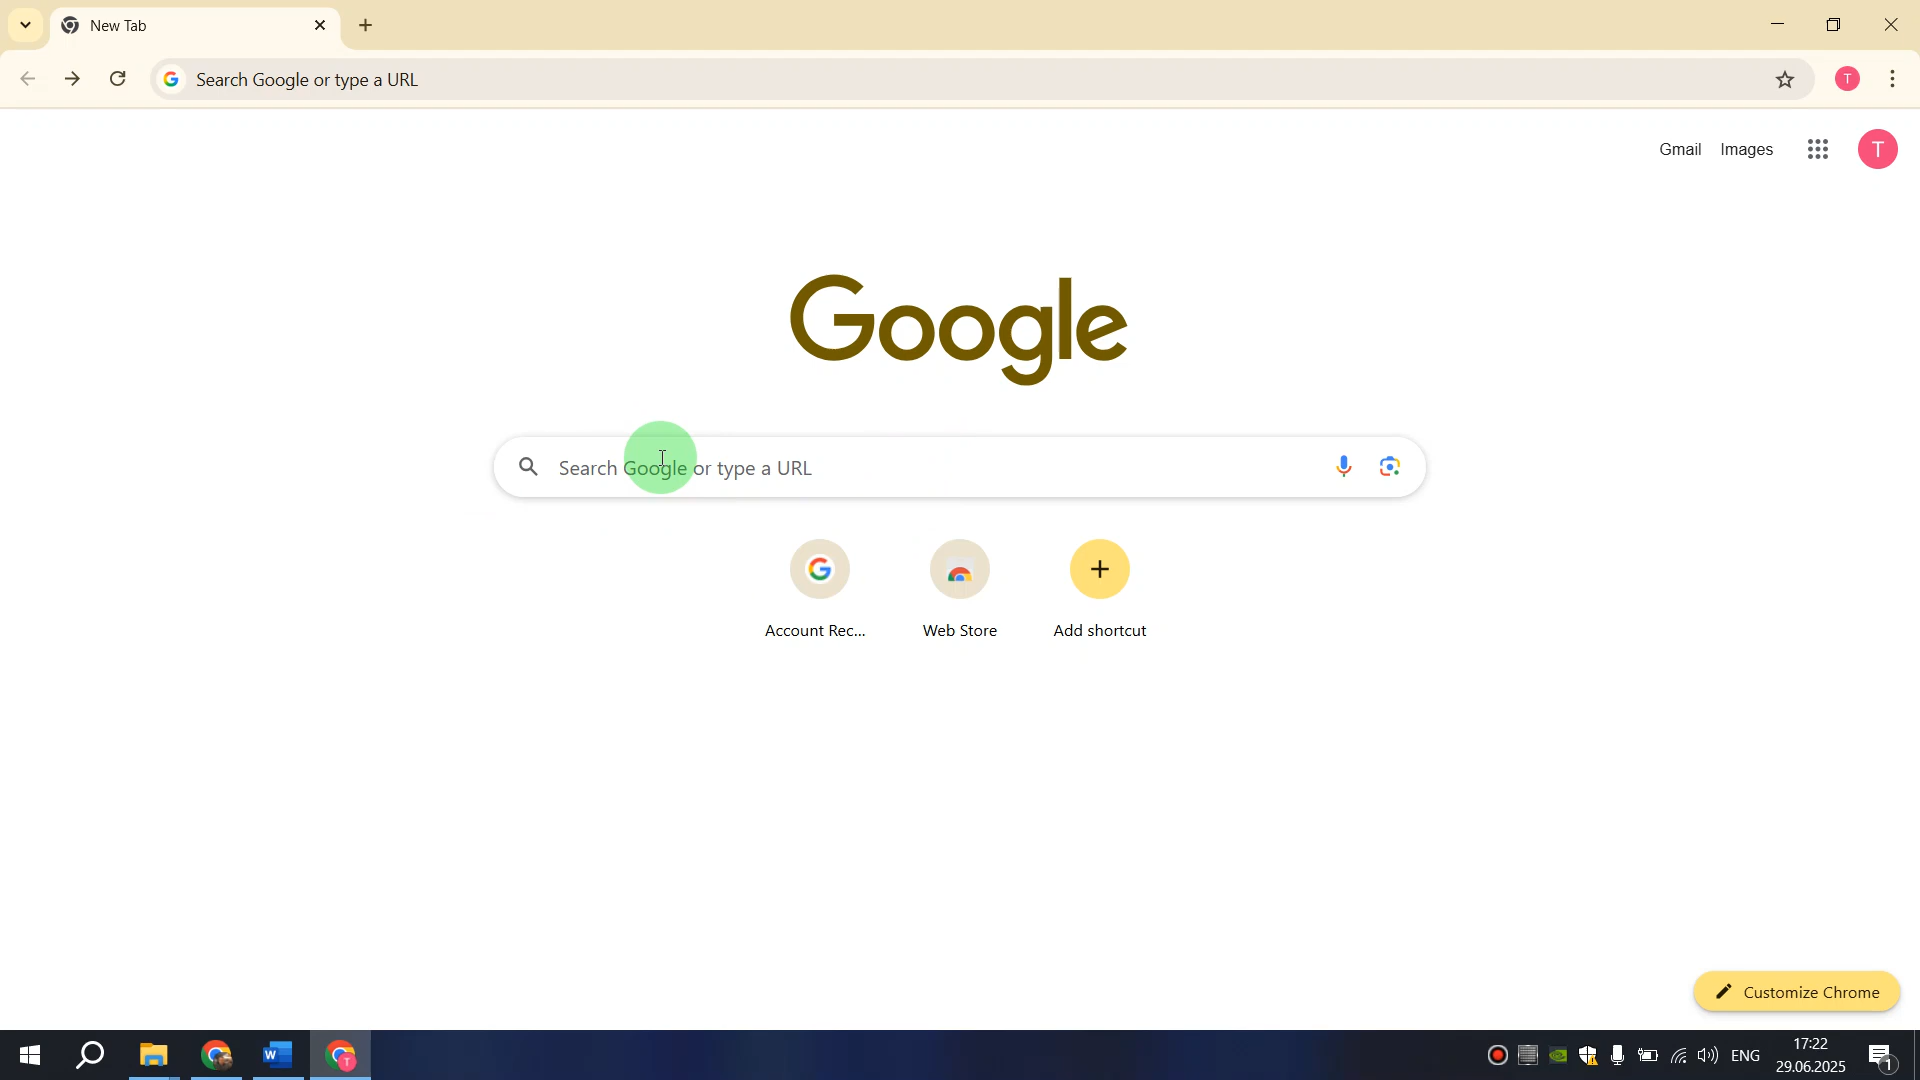 New Tab
Search Google or type a URL
T
Gmail Images T
Google
Search Google or type a URL
Account Rec...
Web Store
Add shortcut
Customize Chrome
W
T
ENG
17:22
29.06.2025
1